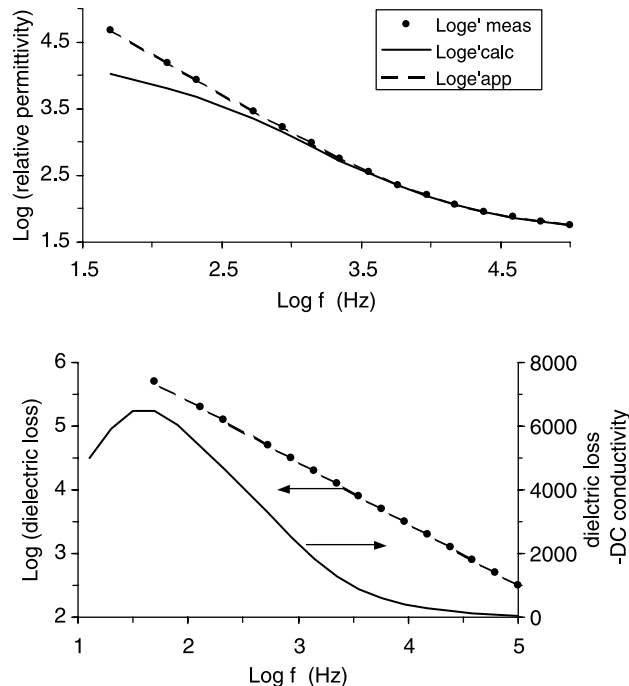 Loge' meas
Loge'calc
Loge'app
Log (relative permittivity)
4.5
3.5
2.5
1.5
1.5
2.5
3.5
4.5
Log f (Hz)
Log (dielectric loss)
6
5
4
3
2
8000
6000
4000
2000
0
dielctric loss
-DC conductivity
1
2
3
4
5
Log f (Hz)